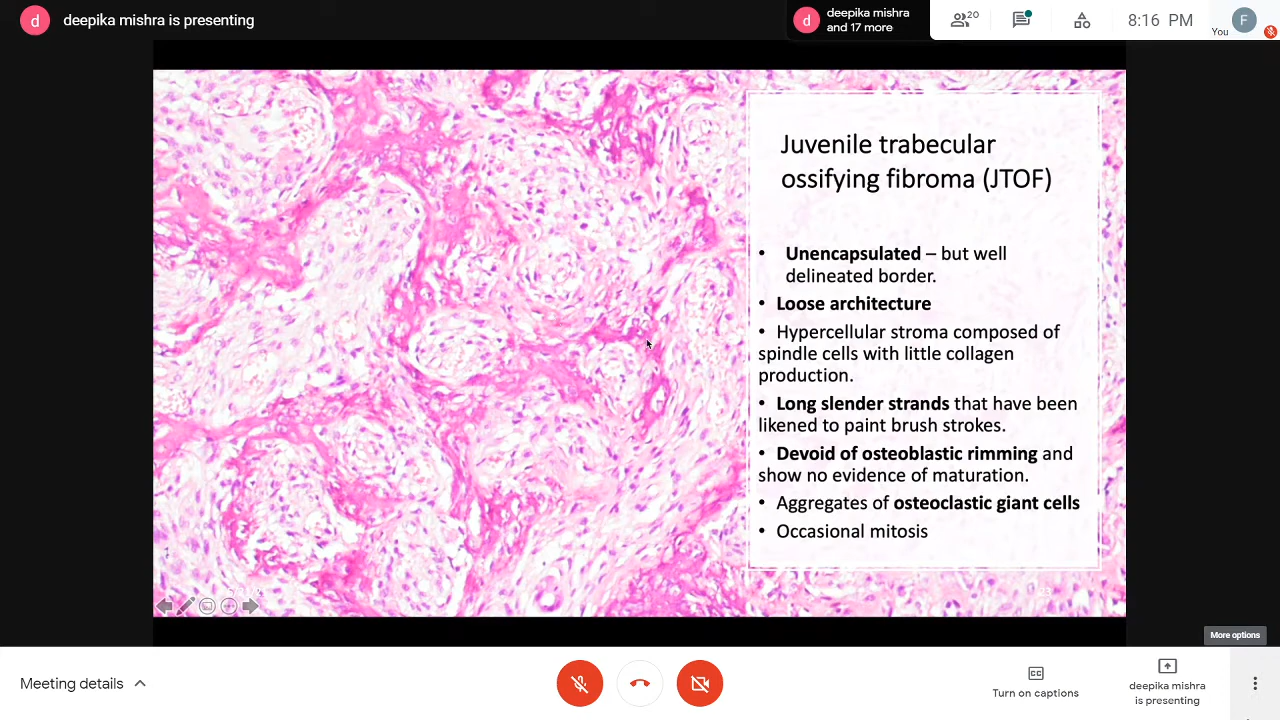 d
deepika mishra is presenting
d
deepika mishra
and 17 more
20
8:16 PM
F
You
Juvenile trabecular
ossifying fibroma (JTOF)
• Unencapsulated – but well
delineated border.
• Loose architecture
• Hypercellular stroma composed of
spindle cells with little collagen
production.
• Long slender strands that have been
likened to paint brush strokes.
• Devoid of osteoblastic rimming and
show no evidence of maturation.
• Aggregates of osteoclastic giant cells
• Occasional mitosis
More options
Meeting details
CC
Turn on captions
deepika mishra
is presenting